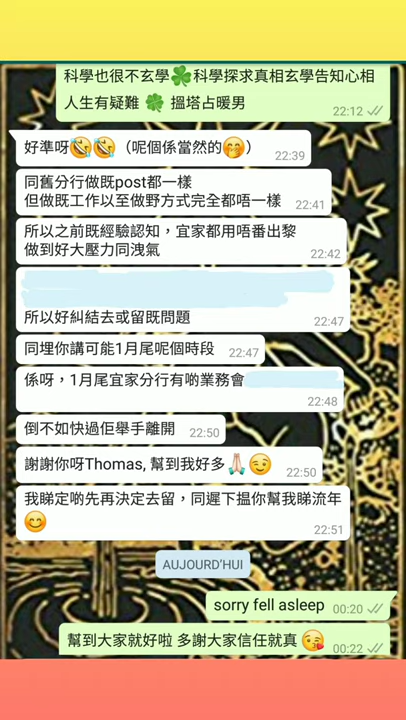 科學也很不玄學🍀科學探求真相玄學告知心相
人生有疑難 🍀 搵塔占暖男
22:12
好準呀🤣🤣（呢個係當然的🤭）
22:39
同舊分行做既post都一樣
但做既工作以至做野方式完全都唔一樣
22:41
所以之前既經驗認知，宜家都用唔番出黎
做到好大壓力同洩氣
22:42
所以好糾結去或留既問題
22:47
同埋你講可能1月尾呢個時段
22:47
係呀，1月尾宜家分行有啲業務會
22:48
倒不如快過佢舉手離開
22:50
謝謝你呀Thomas, 幫到我好多🙏🏻😉
22:50
我睇定啲先再決定去留，同遲下搵你幫我睇流年
😊
22:51
AUJOURD'HUI
sorry fell asleep
00:20
幫到大家就好啦 多謝大家信任就真 😘
00:22